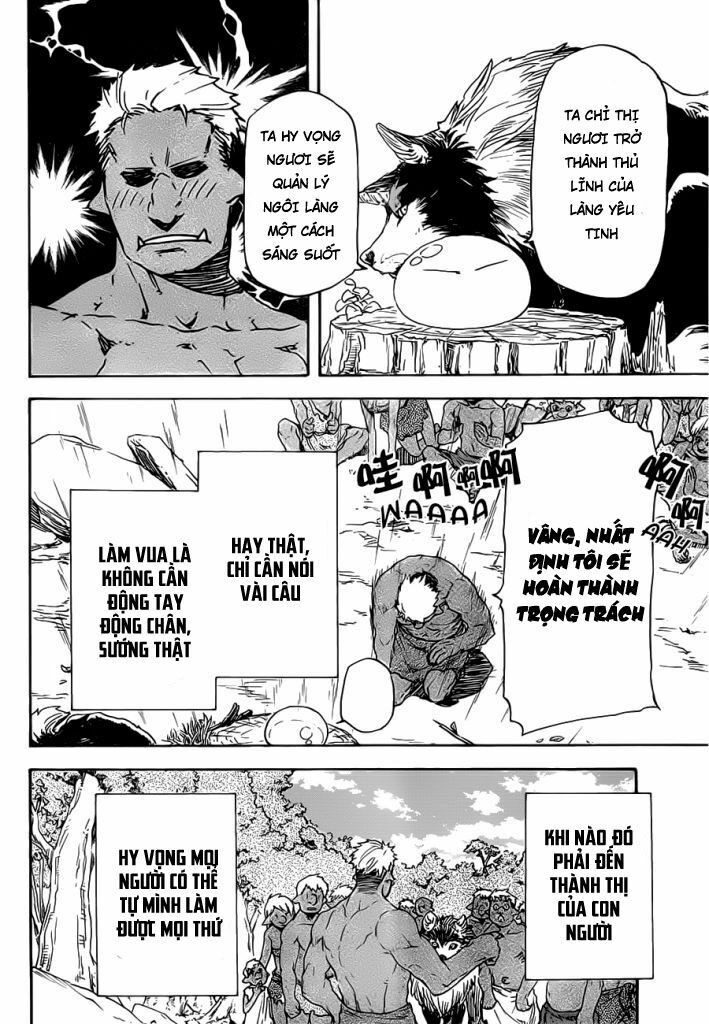 TA CHỈ THỊ
NGƯƠI TRỞ
THÀNH THỦ
LĨNH CỦA
LÀNG YÊU
TINH
TA HY VỌNG
NGƯƠI SẼ
QUẢN LÝ
NGÔI LÀNG
MỘT CÁCH
SÁNG SUỐT
啊啊
AAH
VÂNG, NHẤT
ĐỊNH TÔI SẼ
HOÀN THÀNH
TRỌNG TRÁCH
哇啊啊啊
WAAAA
HAY THẬT,
CHỈ CẦN NÓI
VÀI CÂU
LÀM VUA LÀ
KHÔNG CẦN
ĐỘNG TAY
ĐỘNG CHÂN,
SƯỚNG THẬT
KHI NÀO ĐÓ
PHẢI ĐẾN
THÀNH THỊ
CỦA CON
NGƯỜI
HY VỌNG MỌI
NGƯỜI CÓ THỂ
TỰ MÌNH LÀM
ĐƯỢC MỌI THỨ